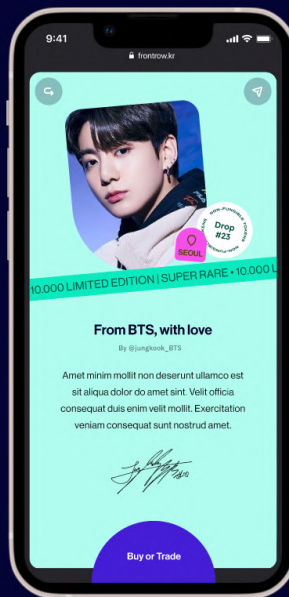 9:41
frontrow.kr
NON-FUNGIBLE TOKENS
Drop
#23
SEOUL
10.000 LIMITED EDITION | SUPER RARE • 10.000 L
From BTS, with love
By @jungkook_BTS
Amet minim mollit non deserunt ullamco est
sit aliqua dolor do amet sint. Velit officia
consequat duis enim velit mollit. Exercitation
veniam consequat sunt nostrud amet.
Buy or Trade